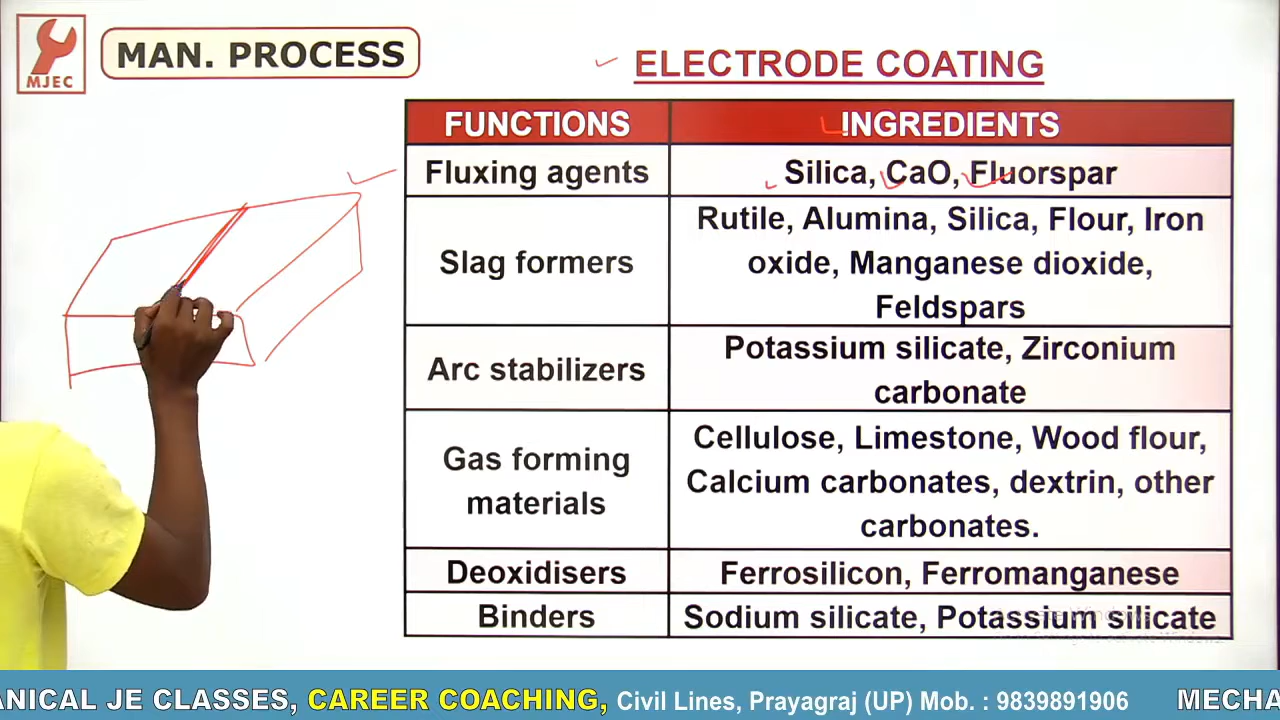 MJEC
MAN. PROCESS
ELECTRODE COATING
FUNCTIONS
INGREDIENTS
Fluxing agents
Silica, CaO, Fluorspar
Slag formers
Rutile, Alumina, Silica, Flour, Iron
oxide, Manganese dioxide,
Feldspars
Arc stabilizers
Potassium silicate, Zirconium
carbonate
Gas forming
materials
Cellulose, Limestone, Wood flour,
Calcium carbonates, dextrin, other
carbonates.
Deoxidisers
Ferrosilicon, Ferromanganese
Binders
Sodium silicate, Potassium silicate
ANICAL JE CLASSES, CAREER COACHING, Civil Lines, Prayagraj (UP) Mob. : 9839891906 MECHA